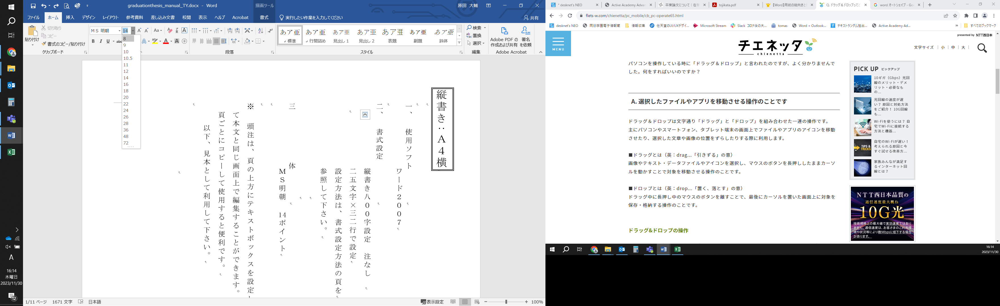 graduationthesis_manual_TY.docx - Word
描画ツール
原田 大輔
ファイル ホーム 挿入 デザイン レイアウト 参考資料 差し込み文書 校閲 表示 ヘルプ Acrobat 書式 実行したい作業を入力してください 共有
貼り付け
切り取り
コピー
書式のコピー/貼り付け
クリップボード
MS 明朝 14
8
9
10
10.5
11
12
14
16
18
20
22
24
26
28
36
48
72
段落
あア亜 標準
あア亜 行間詰め
あア亜 見出し 1
あア亜 見出し 2
あア亜 表題
あア亜 副題
あア亜 斜体
スタイル
検索
置換
選択
編集
Adobe PDF の作成および共有
署名を依頼
Adobe Acrobat
縦書き:A4横
一、 使用ソフト
ワード2007
二、 書式設定
縦書き八00字設定 注なし
二五文字×三二行で設定
設定方法は、書式設定方法の頁を
参照して下さい。
三 体
MS明朝 14ポイント
※ 頭注は、頁の上方にテキストボックスを設定し
て本文と同じ画面上で編集することができます。
頁ごとにコピーして使用すると便利です。
以下、見本として利用して下さい。
1/11 ページ 1671 文字 日本語
表示設定 100%
A
16:14
木曜日
2023/11/30
12
* desknet's NEO
Active Academy Advan
卒業論文について | 在学
tojikata.pdf
【Word】用紙の縦向きと
Q. ドラッグ＆ドロップってど
word オートシェイプ - Goo
flets-w.com/chienetta/pc_mobile/cb_pc-operate65.html
desknet's NEO 同朋学園電子情報蔵 情報収集 任天堂のUI/UXデザイ... Microsoft Stream Slack コロナ後の大... tomas Word + Outlook... テキストランダム抽出... Active Academy Ad... » すべてのブックマーク
MENU
presented by NTT西日本
チエネッタ
chienetta
文字サイズ | 小 | 中 | 大 |
パソコンを操作している時に「ドラッグ＆ドロップ」と言われたのですが、よく分かりませんで
した。何をすればいいのですか？
A. 選択したファイルやアプリを移動させる操作のことです
ドラッグ＆ドロップは文字通り「ドラッグ」と「ドロップ」を組み合わせた一連の操作です。
主にパソコンやスマートフォン、タブレット端末の画面上でファイルやアプリのアイコンを移動
させたり、選択した文章や画像の位置をずらしたりする際に利用します。
■ドラッグとは（英：drag...「引きずる」の意）
画像やテキスト・データファイルやアイコンを選択し、マウスのボタンを長押ししたままカーソ
ルを動かすことで対象を移動させる操作のことです。
■ドロップとは（英：drop...「置く、落とす」の意）
ドラッグ中に長押し中のマウスのボタンを離すことで、最後にカーソルを置いた画面上に対象を
保存・格納する操作のことです。
ドラッグ&ドロップの操作
PICK UP ピックアップ
10ギガ（Gbps）光回
線のメリット・デメ
リット・必要なも
の...
光回線の速度が遅
い？ 原因と対処方法
をご紹介！ 10G回線
も...
Wi-Fiを使うには？ 自
宅でWi-Fiに接続する
方法と機器...
TIPS &
TRICKS
自宅のWi-Fiが遅い！
考えられる原因と今
すぐ試せる改善方...
家族みんなが満足す
るインターネット回
線とは？
NTT西日本品質の
通信速度最大概ね
10G光
技術規格上の最大値で実効速度ではあり
ません。通信速度は、お客さまのご利用環
境や状況等により数Mbpsに低下する場合
があります。
16:14
2023/11/30